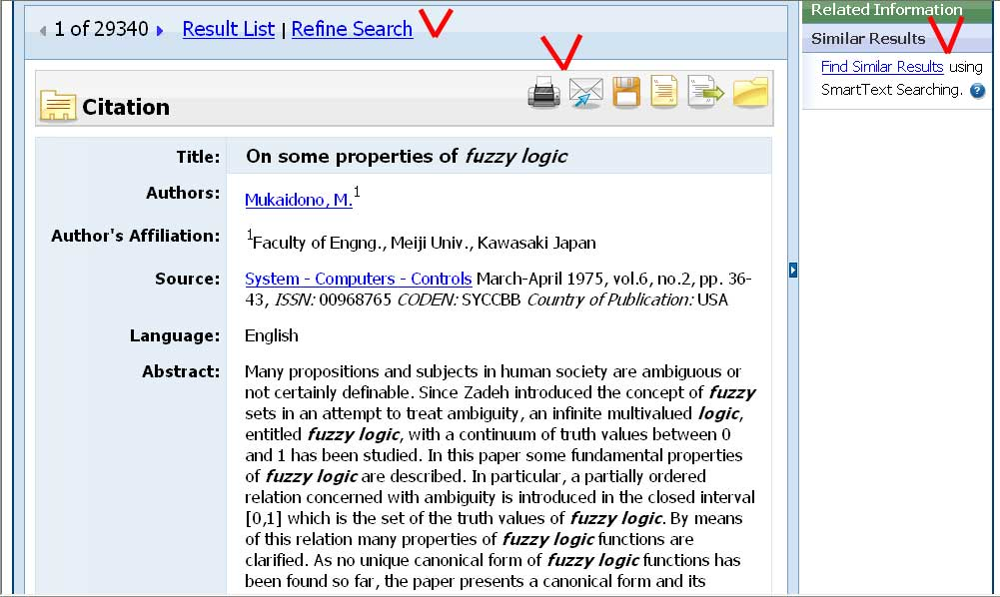 1 of 29340 Result List | Refine Search
Citation
Title: On some properties of fuzzy logic
Authors: Mukaidono, M.1
Author's Affiliation: 1Faculty of Engng., Meiji Univ., Kawasaki Japan
Source: System - Computers - Controls March-April 1975, vol.6, no.2, pp. 36-
43, ISSN: 00968765 CODEN: SYCCBB Country of Publication: USA
Language: English
Abstract: Many propositions and subjects in human society are ambiguous or
not certainly definable. Since Zadeh introduced the concept of fuzzy
sets in an attempt to treat ambiguity, an infinite multivalued logic,
entitled fuzzy logic, with a continuum of truth values between 0
and 1 has been studied. In this paper some fundamental properties
of fuzzy logic are described. In particular, a partially ordered
relation concerned with ambiguity is introduced in the closed interval
[0,1] which is the set of the truth values of fuzzy logic. By means
of this relation many properties of fuzzy logic functions are
clarified. As no unique canonical form of fuzzy logic functions has
been found so far, the paper presents a canonical form and its
Related Information
Similar Results
Find Similar Results using
SmartText Searching. ?